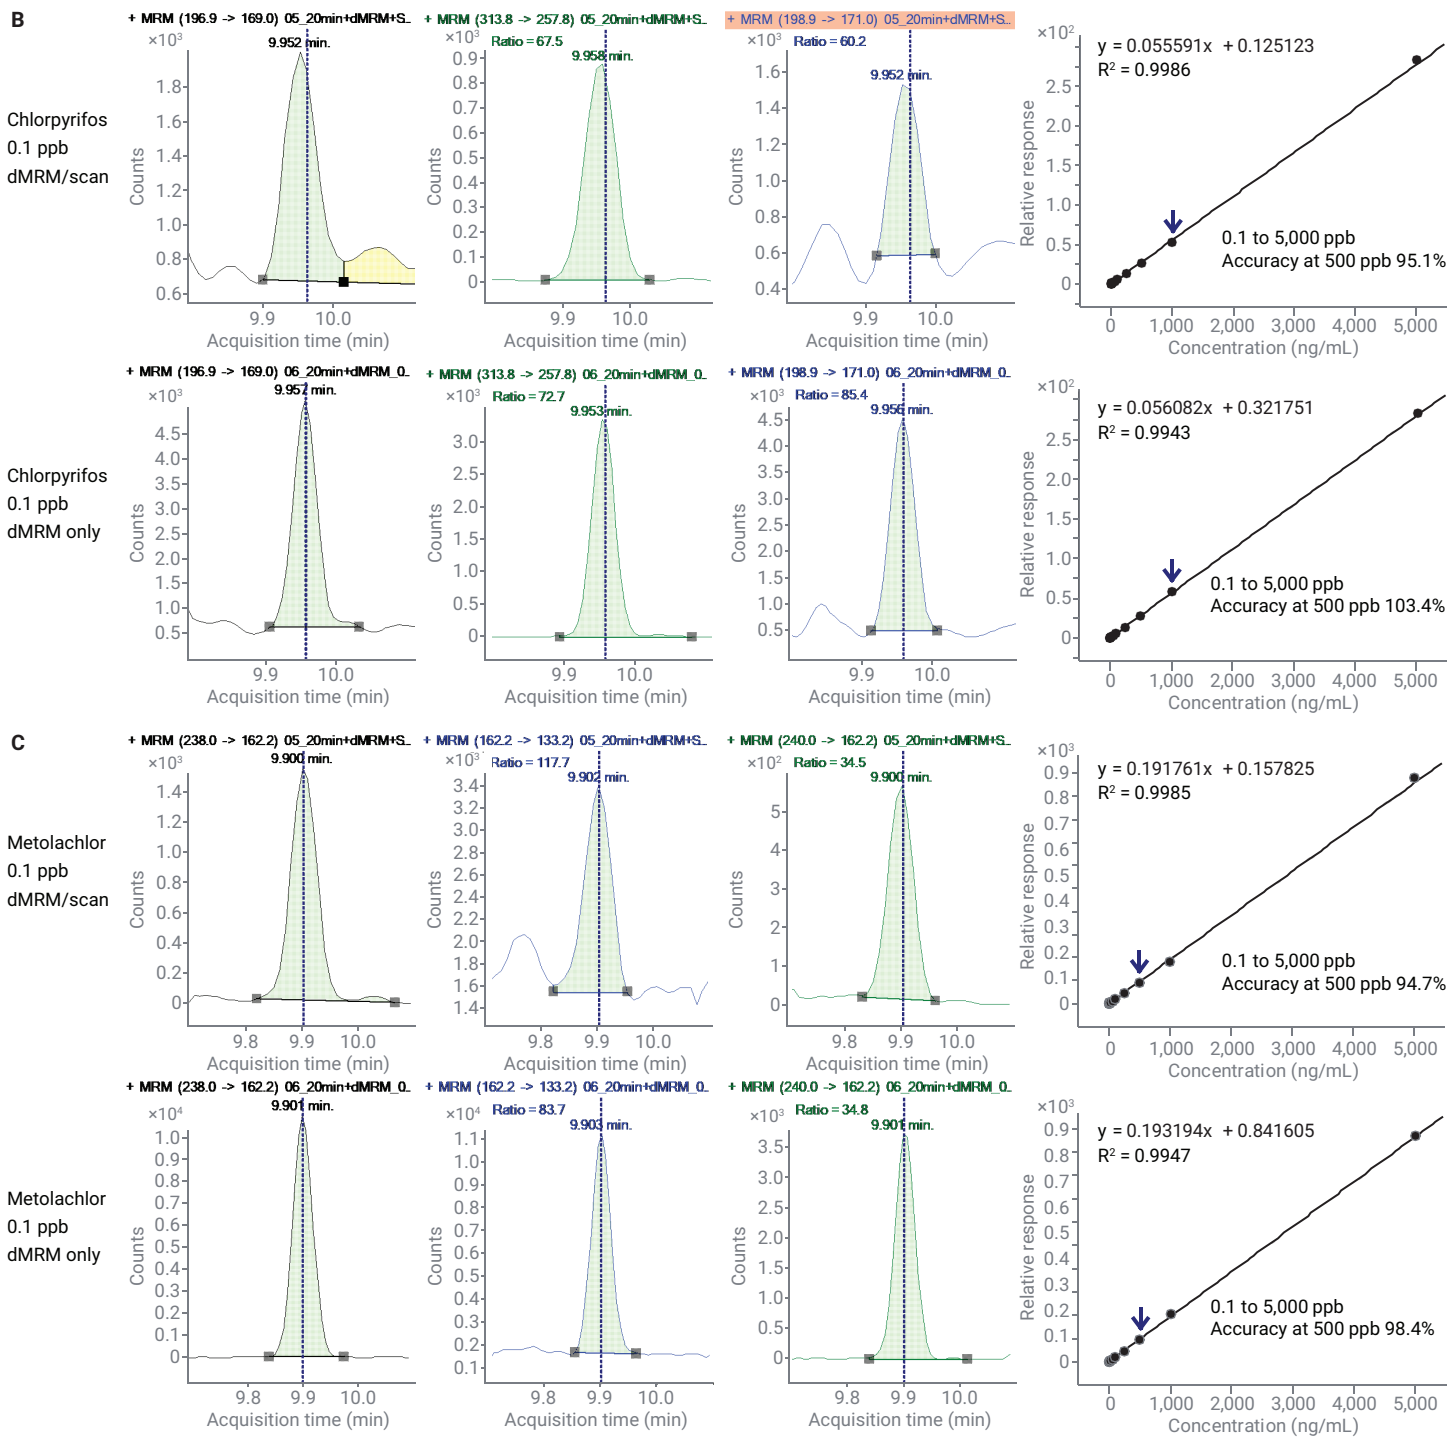 B
Chlorpyrifos
0.1 ppb
dMRM/scan
+ MRM (196.9 -> 169.0) 05_20min+dMRM+S...
×10³
9.952 min.
Counts
1.8
1.6
1.4
1.2
1.0
0.8
0.6
9.9 10.0
Acquisition time (min)
+ MRM (313.8 -> 257.8) 05_20min+dMRM+S...
×10³
Ratio = 67.5
9.958 min.
Counts
0.9
0.8
0.7
0.6
0.5
0.4
0.3
0.2
0.1
0
9.9 10.0
Acquisition time (min)
+ MRM (198.9 -> 171.0) 05_20min+dMRM+S...
×10³
Ratio = 60.2
9.952 min.
Counts
1.6
1.4
1.2
1.0
0.8
0.6
0.4
9.9 10.0
Acquisition time (min)
×10²
y = 0.055591x + 0.125123
R² = 0.9986
Relative response
2.5
2.0
1.5
1.0
0.5
0
0.1 to 5,000 ppb
Accuracy at 500 ppb 95.1%
0 1,000 2,000 3,000 4,000 5,000
Concentration (ng/mL)
Chlorpyrifos
0.1 ppb
dMRM only
+ MRM (196.9 -> 169.0) 06_20min+dMRM_0...
×10³
9.957 min.
Counts
4.5
4.0
3.5
3.0
2.5
2.0
1.5
1.0
0.5
9.9 10.0
Acquisition time (min)
+ MRM (313.8 -> 257.8) 06_20min+dMRM_0...
×10³
Ratio = 72.7
9.953 min.
Counts
3.0
2.5
2.0
1.5
1.0
0.5
0
9.9 10.0
Acquisition time (min)
+ MRM (198.9 -> 171.0) 06_20min+dMRM_0...
×10³
Ratio = 85.4
9.956 min.
Counts
4.5
4.0
3.5
3.0
2.5
2.0
1.5
1.0
0.5
9.9 10.0
Acquisition time (min)
×10²
y = 0.056082x + 0.321751
R² = 0.9943
Relative response
2.5
2.0
1.5
1.0
0.5
0
0.1 to 5,000 ppb
Accuracy at 500 ppb 103.4%
0 1,000 2,000 3,000 4,000 5,000
Concentration (ng/mL)
C
Metolachlor
0.1 ppb
dMRM/scan
+ MRM (238.0 -> 162.2) 05_20min+dMRM+S...
×10³
9.900 min.
Counts
1.4
1.2
1.0
0.8
0.6
0.4
0.2
0
9.8 9.9 10.0
Acquisition time (min)
+ MRM (162.2 -> 133.2) 05_20min+dMRM+S...
×10³
Ratio = 117.7
9.902 min.
Counts
3.4
3.2
3.0
2.8
2.6
2.4
2.2
2.0
1.8
1.6
1.4
9.8 9.9 10.0
Acquisition time (min)
+ MRM (240.0 -> 162.2) 05_20min+dMRM+S...
×10²
Ratio = 34.5
9.900 min.
Counts
5
4
3
2
1
0
9.8 9.9 10.0
Acquisition time (min)
×10³
y = 0.191761x + 0.157825
R² = 0.9985
Relative response
0.9
0.8
0.7
0.6
0.5
0.4
0.3
0.2
0.1
0
0.1 to 5,000 ppb
Accuracy at 500 ppb 94.7%
0 1,000 2,000 3,000 4,000 5,000
Concentration (ng/mL)
Metolachlor
0.1 ppb
dMRM only
+ MRM (238.0 -> 162.2) 06_20min+dMRM_0...
×10⁴
9.901 min.
Counts
1.0
0.9
0.8
0.7
0.6
0.5
0.4
0.3
0.2
0.1
0
9.8 9.9 10.0
Acquisition time (min)
+ MRM (162.2 -> 133.2) 06_20min+dMRM_0...
×10⁴
Ratio = 83.7
9.903 min.
Counts
1.1
1.0
0.9
0.8
0.7
0.6
0.5
0.4
0.3
0.2
0.1
9.8 9.9 10.0
Acquisition time (min)
+ MRM (240.0 -> 162.2) 06_20min+dMRM_0...
×10³
Ratio = 34.8
9.901 min.
Counts
3.5
3.0
2.5
2.0
1.5
1.0
0.5
0
9.8 9.9 10.0
Acquisition time (min)
×10³
y = 0.193194x + 0.841605
R² = 0.9947
Relative response
0.9
0.8
0.7
0.6
0.5
0.4
0.3
0.2
0.1
0
0.1 to 5,000 ppb
Accuracy at 500 ppb 98.4%
0 1,000 2,000 3,000 4,000 5,000
Concentration (ng/mL)